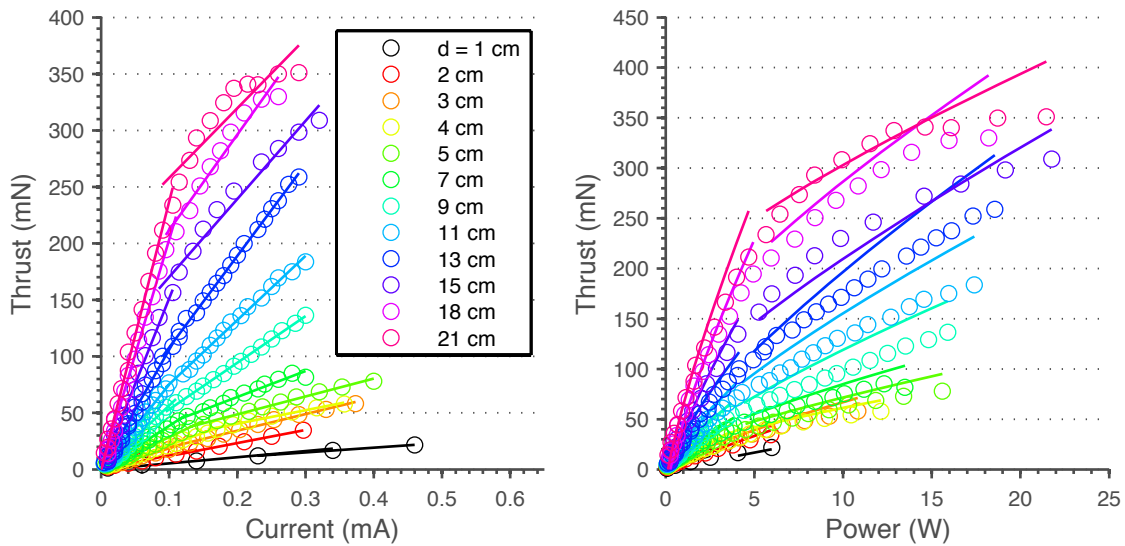 400
350
300
250
200
150
100
50
0
Thrust (mN)
0
0.1
0.2
0.3
0.4
0.5
0.6
Current (mA)
d = 1 cm
2 cm
3 cm
4 cm
5 cm
7 cm
9 cm
11 cm
13 cm
15 cm
18 cm
21 cm
450
400
350
300
250
200
150
100
50
0
Thrust (mN)
0
5
10
15
20
25
Power (W)